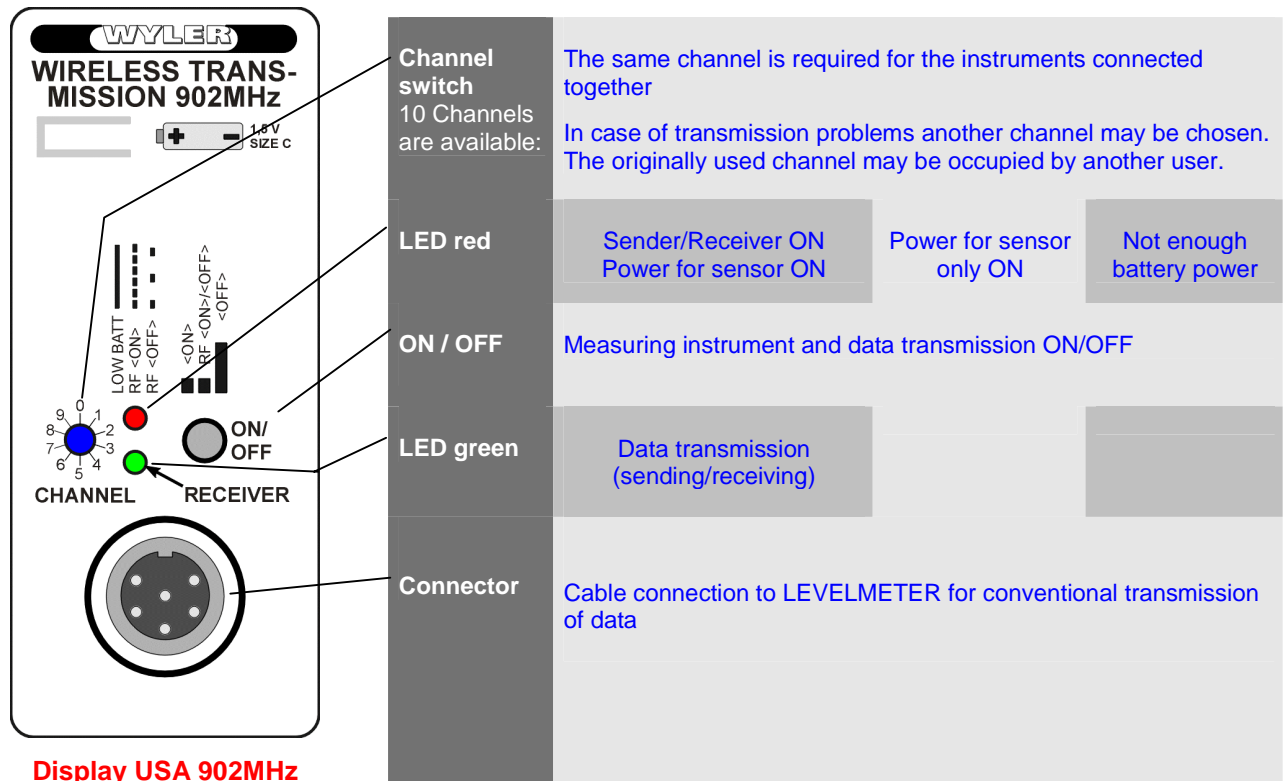 WYLER
WIRELESS TRANS-
MISSION 902MHz
+ − 1,5 V
SIZE C
LOW BATT
RF <ON>
RF <OFF>
<ON>
RF <ON>/<OFF>
<OFF>
0
9 1
8 2
7 3
6 4
5
ON/
OFF
CHANNEL
RECEIVER
Display USA 902MHz
Channel
switch
10 Channels
are available:
The same channel is required for the instruments connected
together
In case of transmission problems another channel may be chosen.
The originally used channel may be occupied by another user.
LED red
Sender/Receiver ON
Power for sensor ON
Power for sensor
only ON
Not enough
battery power
ON / OFF
Measuring instrument and data transmission ON/OFF
LED green
Data transmission
(sending/receiving)
Connector
Cable connection to LEVELMETER for conventional transmission
of data